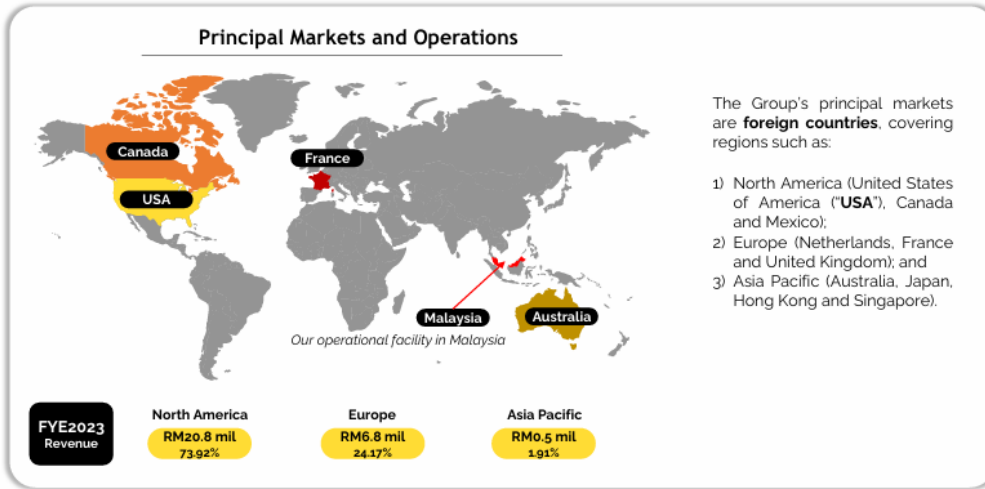 Principal Markets and Operations
Canada
USA
France
Malaysia
Australia
Our operational facility in Malaysia
The Group's principal markets
are foreign countries, covering
regions such as:
1) North America (United States
of America ("USA"), Canada
and Mexico);
2) Europe (Netherlands, France
and United Kingdom); and
3) Asia Pacific (Australia, Japan,
Hong Kong and Singapore).
FYE2023
Revenue
North America
RM20.8 mil
73.92%
Europe
RM6.8 mil
24.17%
Asia Pacific
RM0.5 mil
1.91%